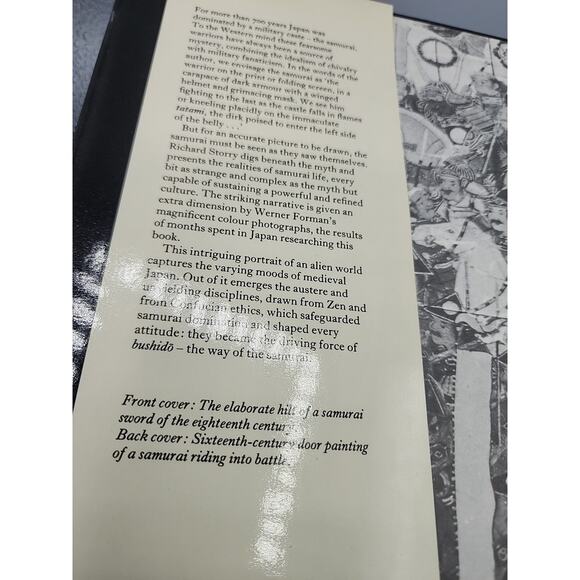 For more than 700 years Japan was
dominated by a military caste – the samurai.
To the Western mind these fearsome
warriors have always been a source of
mystery, combining the idealism of chivalry
with military fanaticism. In the words of the
author, we envisage the samurai as 'the
warrior on the print or folding screen, in a
carapace of dark armour with a winged
helmet and grimacing mask. We see him
fighting to the last as the castle falls in flames
or kneeling placidly on the immaculate
tatami, the dirk poised to enter the left side
of the belly . . .'
But for an accurate picture to be drawn, the
samurai must be seen as they saw themselves.
Richard Storry digs beneath the myth and
presents the realities of samurai life, every
bit as strange and complex as the myth but
capable of sustaining a powerful and refined
culture. The striking narrative is given an
extra dimension by Werner Forman's
magnificent colour photographs, the results
of months spent in Japan researching this
book.
This intriguing portrait of an alien world
captures the varying moods of medieval
Japan. Out of it emerges the austere and
unyielding disciplines, drawn from Zen and
from Confucian ethics, which safeguarded
samurai domination and shaped every
attitude: they became the driving force of
bushidō – the way of the samurai.
Front cover: The elaborate hilt of a samurai
sword of the eighteenth century.
Back cover: Sixteenth-century door painting
of a samurai riding into battle.